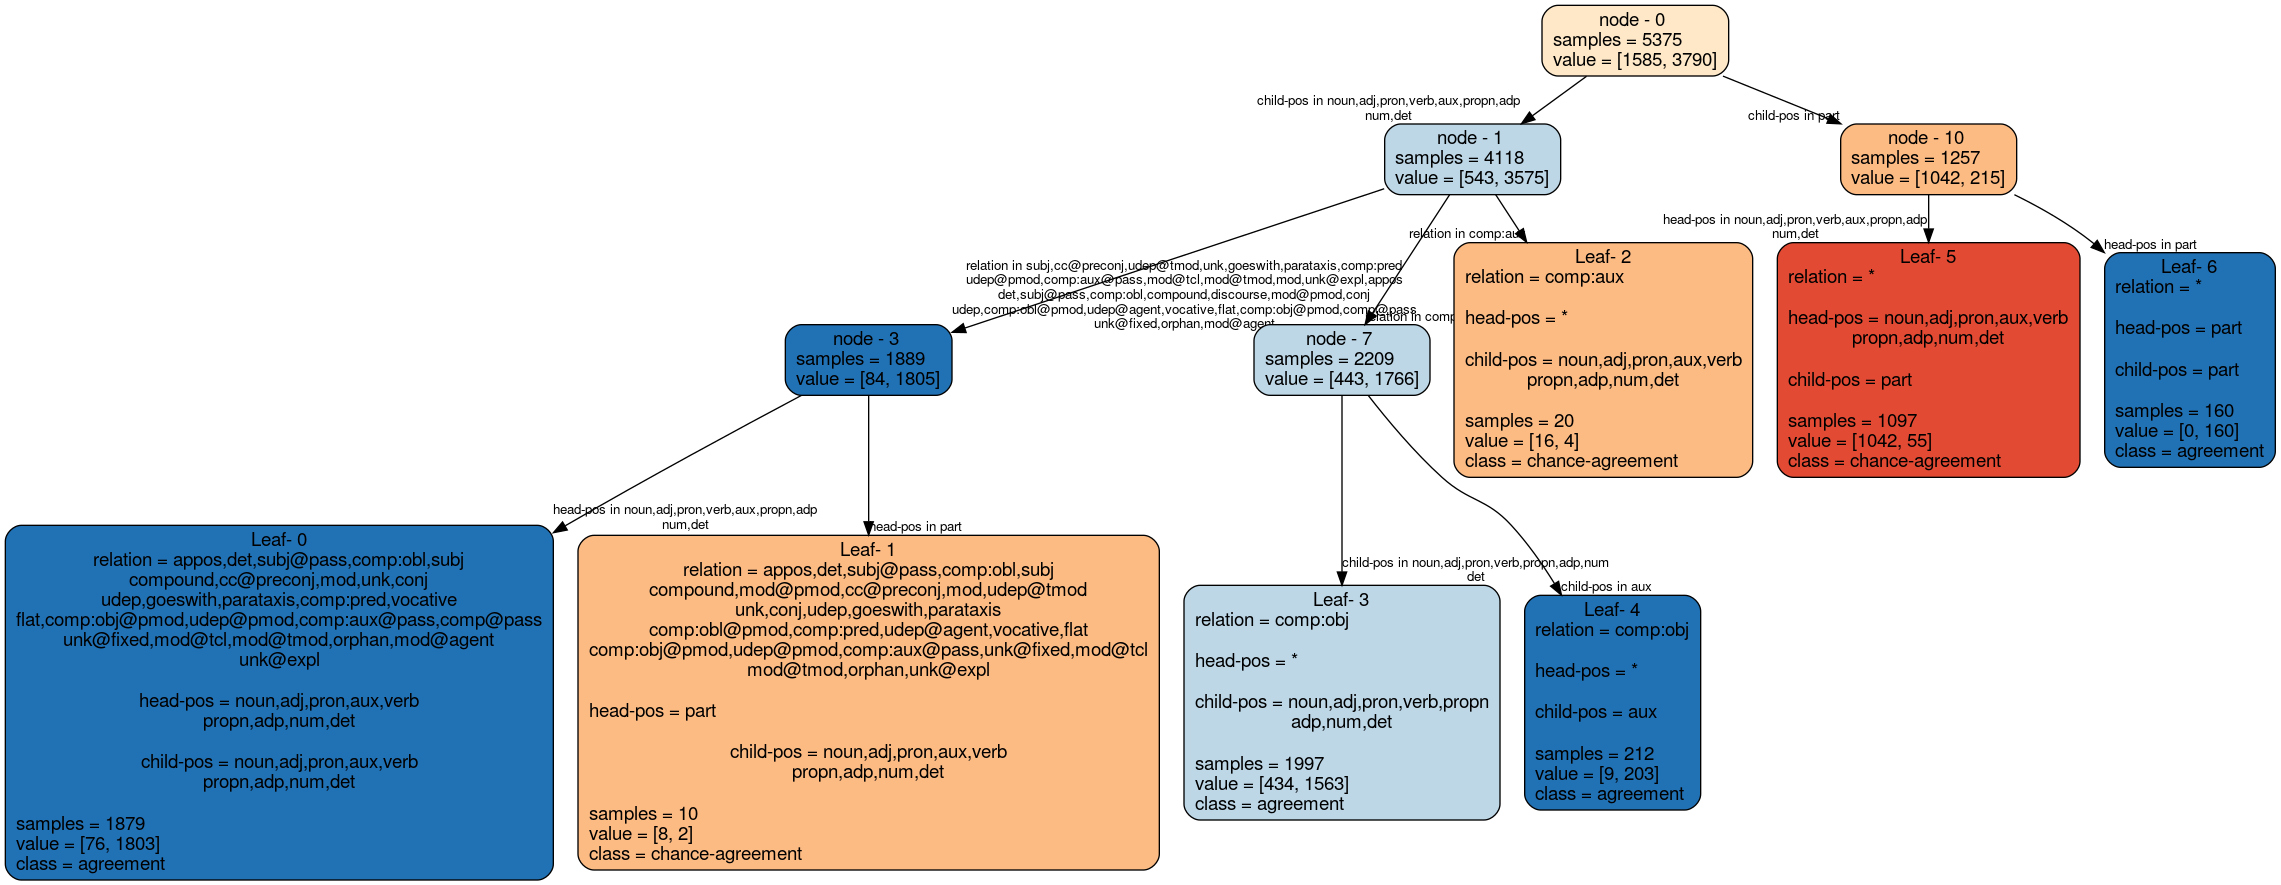 node - 0
samples = 5375
value = [1585, 3790]
child-pos in noun,adj,pron,verb,aux,propn,adp
num,det
child-pos in part
node - 1
samples = 4118
value = [543, 3575]
node - 10
samples = 1257
value = [1042, 215]
relation in subj,cc@preconj,udep@tmod,unk,goeswith,parataxis,comp:pred
udep@pmod,comp:aux@pass,mod@tcl,mod@tmod,mod,unk@expl,appos
det,subj@pass,comp:obl,compound,discourse,mod@pmod,conj
udep,comp:obl@pmod,udep@agent,vocative,flat,comp:obj@pmod,comp@pass
unk@fixed,orphan,mod@agent
relation in comp
relation in comp:au
head-pos in noun,adj,pron,verb,aux,propn,adp
num,det
head-pos in part
node - 3
samples = 1889
value = [84, 1805]
node - 7
samples = 2209
value = [443, 1766]
Leaf- 2
relation = comp:aux
head-pos = *
child-pos = noun,adj,pron,aux,verb
propn,adp,num,det
samples = 20
value = [16, 4]
class = chance-agreement
Leaf- 5
relation = *
head-pos = noun,adj,pron,aux,verb
propn,adp,num,det
child-pos = part
samples = 1097
value = [1042, 55]
class = chance-agreement
Leaf- 6
relation = *
head-pos = part
child-pos = part
samples = 160
value = [0, 160]
class = agreement
head-pos in noun,adj,pron,verb,aux,propn,adp
num,det
head-pos in part
child-pos in noun,adj,pron,verb,propn,adp,num
det
child-pos in aux
Leaf- 0
relation = appos,det,subj@pass,comp:obl,subj
compound,cc@preconj,mod,unk,conj
udep,goeswith,parataxis,comp:pred,vocative
flat,comp:obj@pmod,udep@pmod,comp:aux@pass,comp@pass
unk@fixed,mod@tcl,mod@tmod,orphan,mod@agent
unk@expl
head-pos = noun,adj,pron,aux,verb
propn,adp,num,det
child-pos = noun,adj,pron,aux,verb
propn,adp,num,det
samples = 1879
value = [76, 1803]
class = agreement
Leaf- 1
relation = appos,det,subj@pass,comp:obl,subj
compound,mod@pmod,cc@preconj,mod,udep@tmod
unk,conj,udep,goeswith,parataxis
comp:obl@pmod,comp:pred,udep@agent,vocative,flat
comp:obj@pmod,udep@pmod,comp:aux@pass,unk@fixed,mod@tcl
mod@tmod,orphan,unk@expl
head-pos = part
child-pos = noun,adj,pron,aux,verb
propn,adp,num,det
samples = 10
value = [8, 2]
class = chance-agreement
Leaf- 3
relation = comp:obj
head-pos = *
child-pos = noun,adj,pron,verb,propn
adp,num,det
samples = 1997
value = [434, 1563]
class = agreement
Leaf- 4
relation = comp:obj
head-pos = *
child-pos = aux
samples = 212
value = [9, 203]
class = agreement